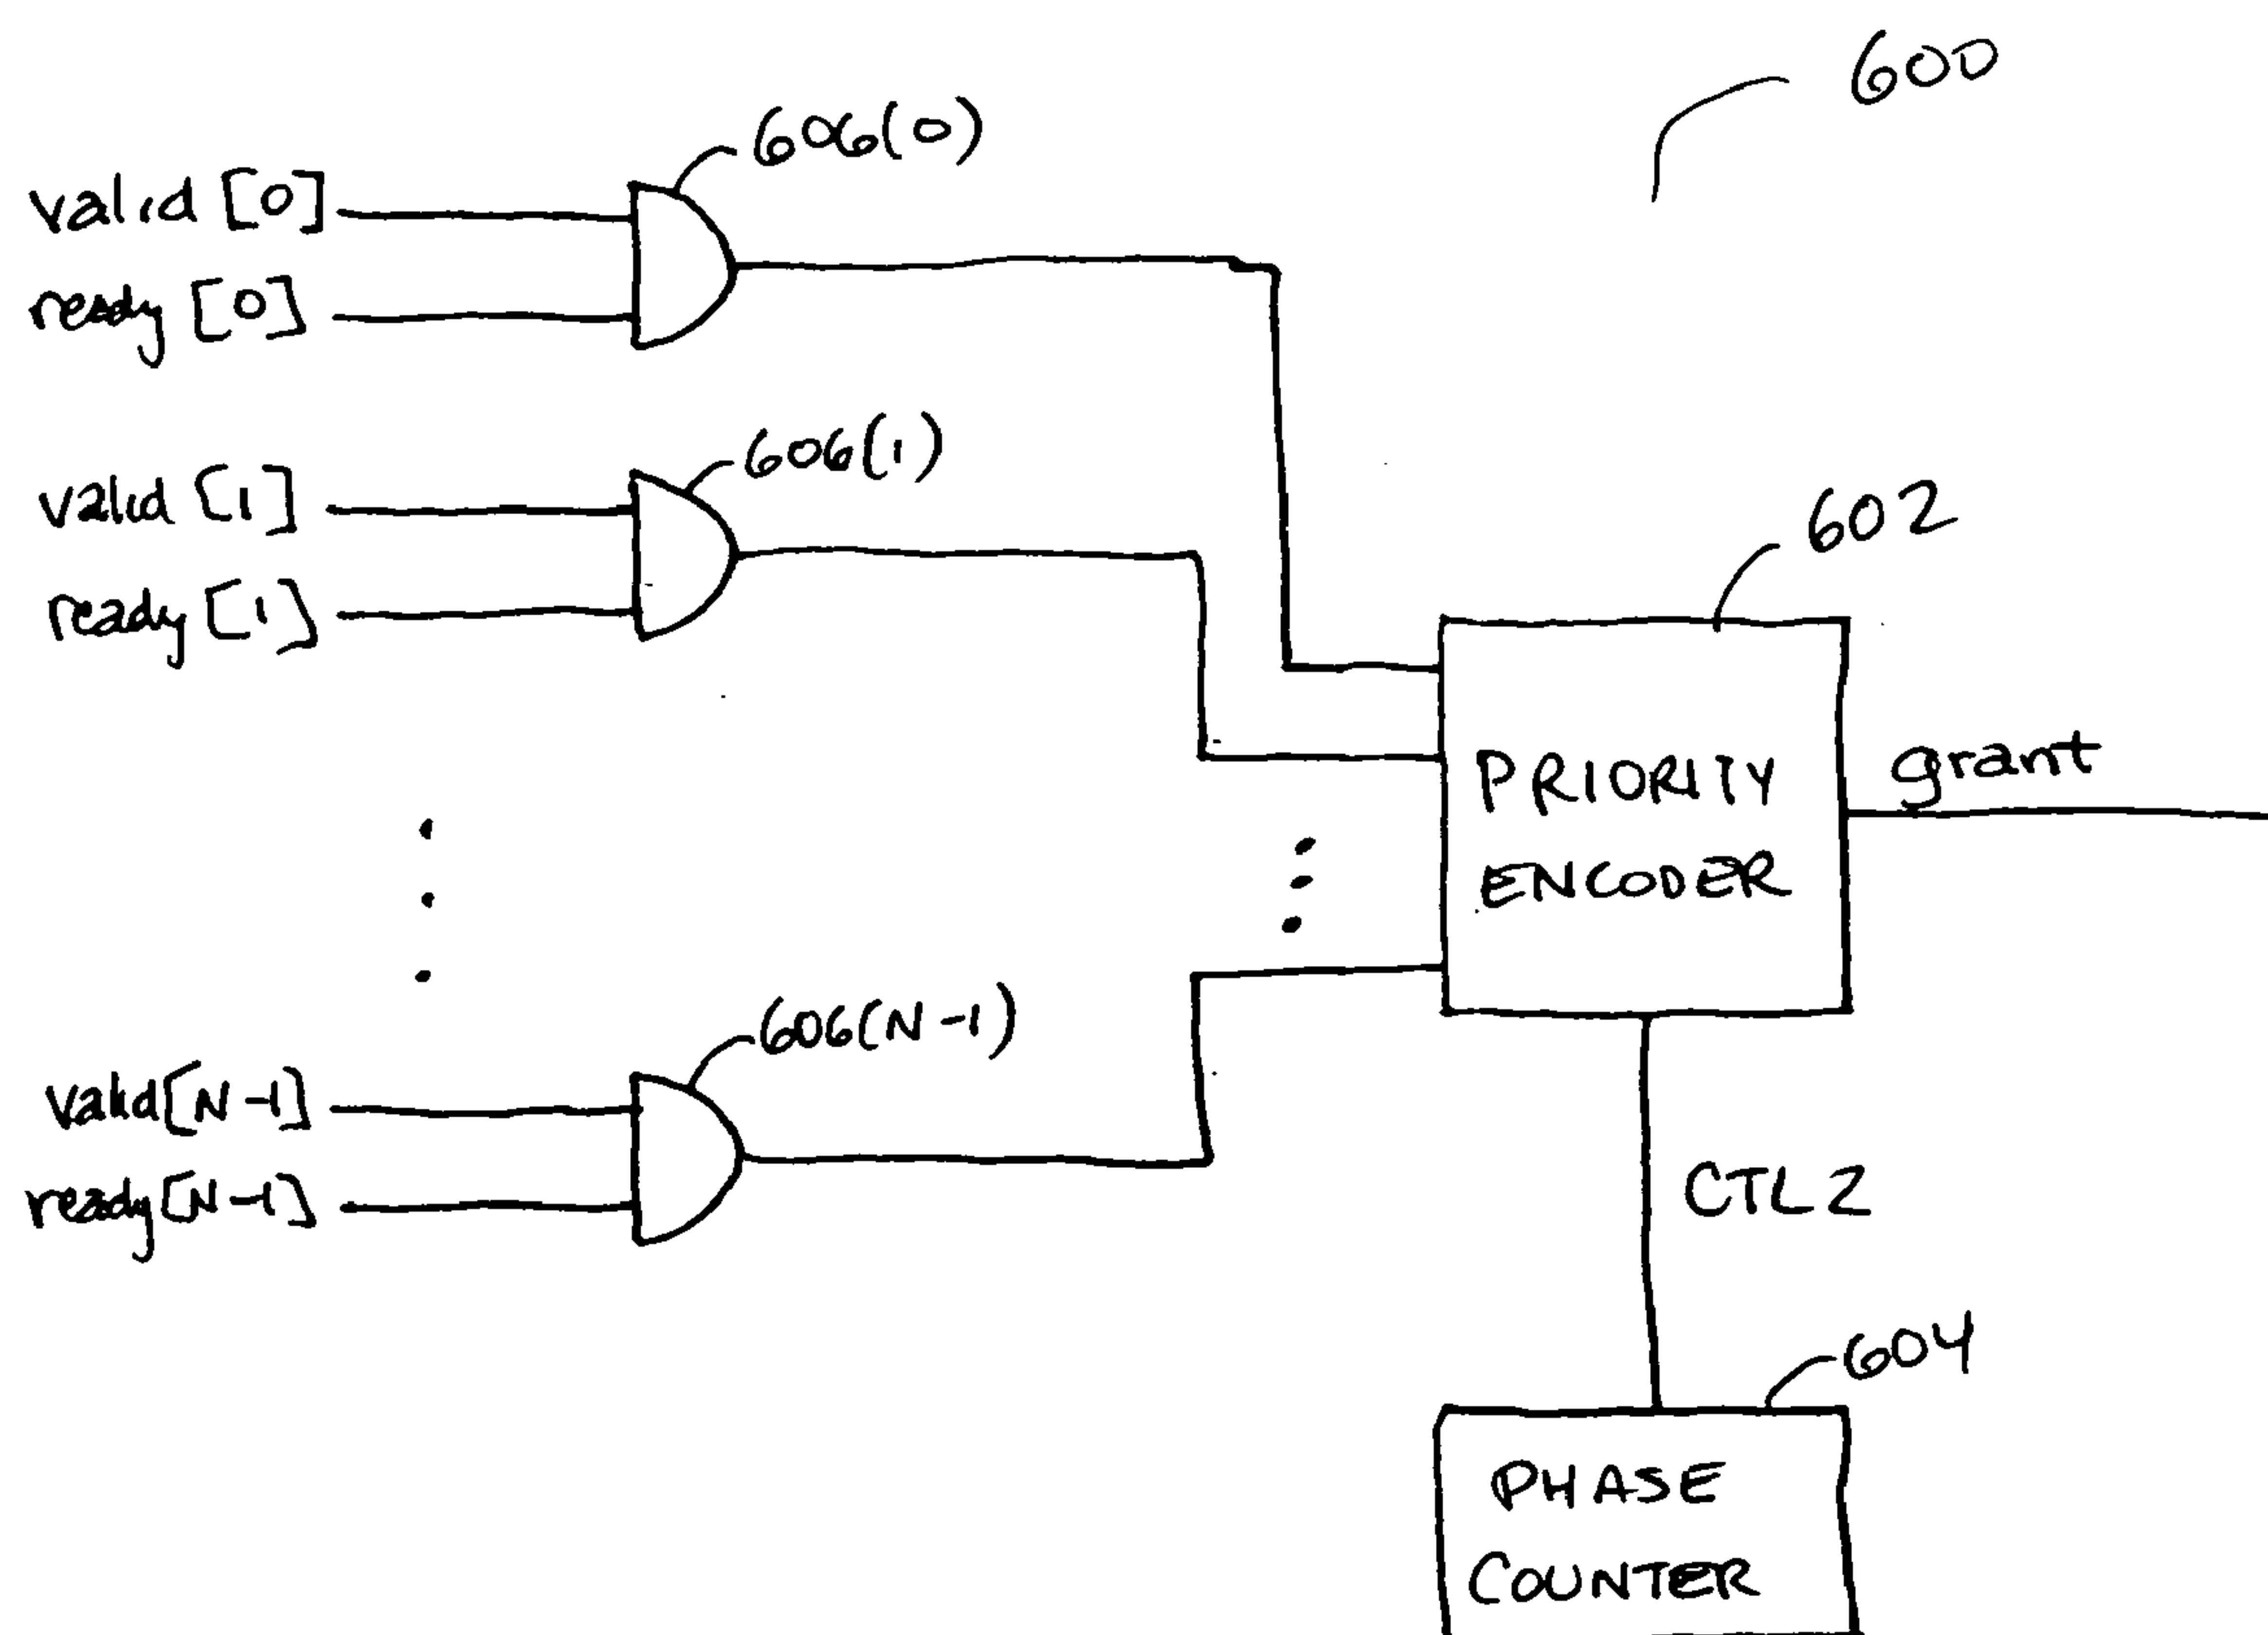 600
606(0)
valid [0]
ready [0]
606(1)
valid [1]
ready [1]
602
PRIORITY
ENCODER
grant
606(N-1)
valid[N-1]
ready[N-1]
CTL2
604
PHASE
COUNTER